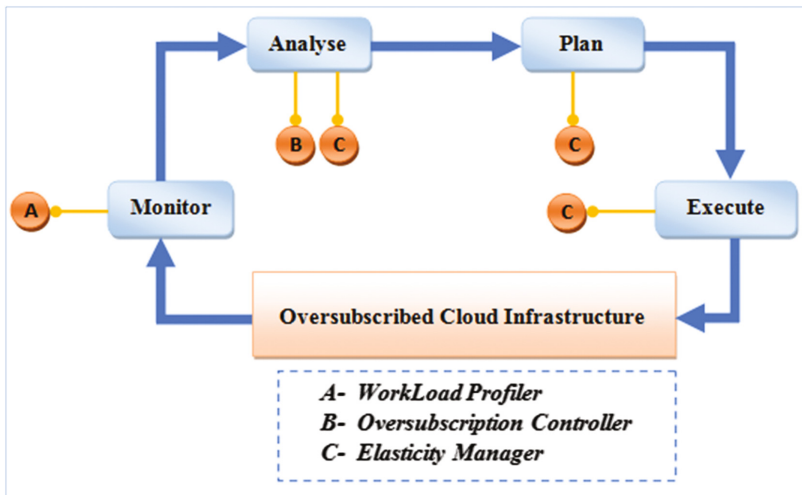 Analyse
Plan
B
C
C
A
Monitor
C
Execute
Oversubscribed Cloud Infrastructure
A- WorkLoad Profiler
B- Oversubscription Controller
C- Elasticity Manager